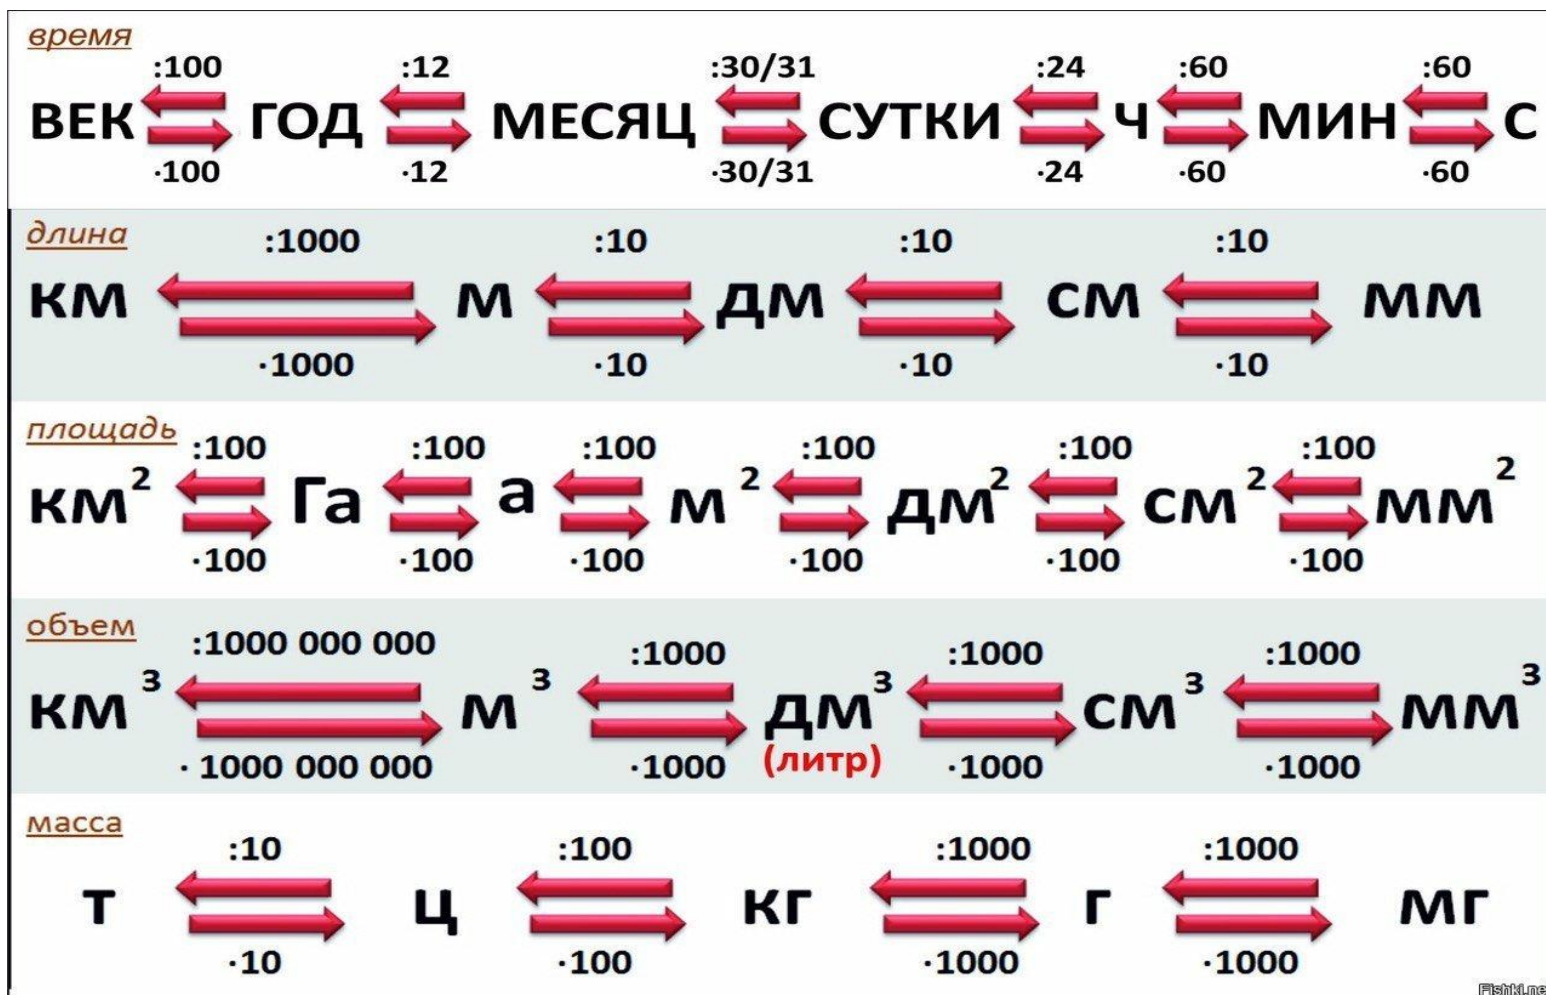 время
:100 :12 :30/31 :24 :60 :60
ВЕК ГОД МЕСЯЦ СУТКИ Ч МИН С
·100 ·12 ·30/31 ·24 ·60 ·60
длина
:1000 :10 :10 :10
км м дм см мм
·1000 ·10 ·10 ·10
площадь
:100 :100 :100 :100 :100 :100
км² Га а м² дм² см² мм²
·100 ·100 ·100 ·100 ·100 ·100
объем
:1000 000 000 :1000 :1000 :1000
км³ м³ дм³ см³ мм³
(литр)
· 1000 000 000 ·1000 ·1000 ·1000
масса
:10 :100 :1000 :1000
т ц кг г мг
·10 ·100 ·1000 ·1000
Fishki.ne